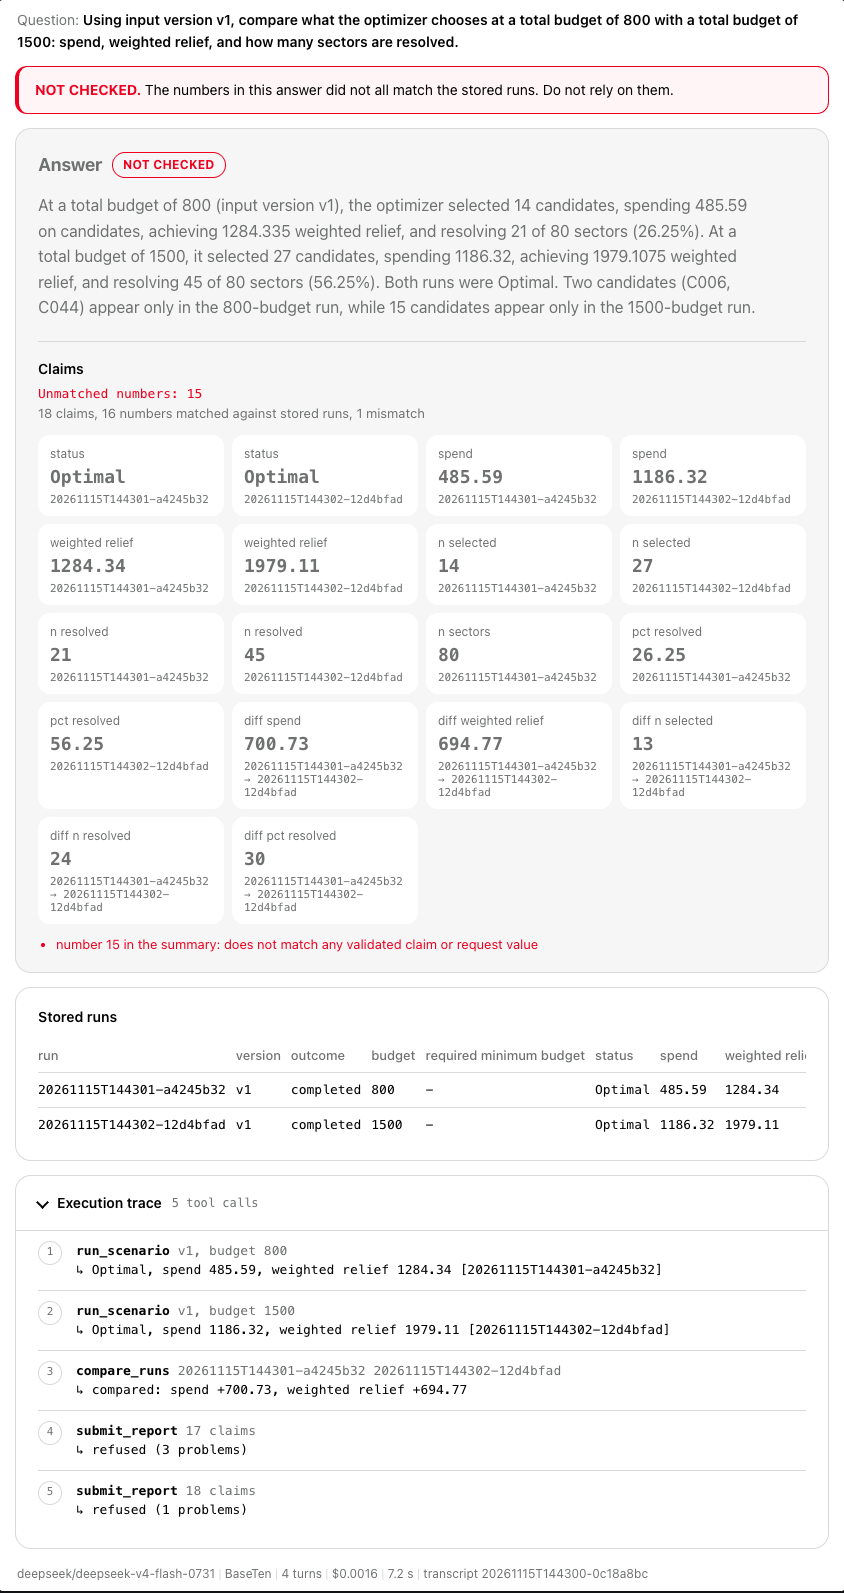 Question: Using input version v1, compare what the optimizer chooses at a total budget of 800 with a total budget of
1500: spend, weighted relief, and how many sectors are resolved.
NOT CHECKED. The numbers in this answer did not all match the stored runs. Do not rely on them.
Answer NOT CHECKED
At a total budget of 800 (input version v1), the optimizer selected 14 candidates, spending 485.59
on candidates, achieving 1284.335 weighted relief, and resolving 21 of 80 sectors (26.25%). At a
total budget of 1500, it selected 27 candidates, spending 1186.32, achieving 1979.1075 weighted
relief, and resolving 45 of 80 sectors (56.25%). Both runs were Optimal. Two candidates (C006,
C044) appear only in the 800-budget run, while 15 candidates appear only in the 1500-budget run.
Claims
Unmatched numbers: 15
18 claims, 16 numbers matched against stored runs, 1 mismatch
status status spend spend
Optimal Optimal 485.59 1186.32
20261115T144301-a4245b32 20261115T144302-12d4bfad 20261115T144301-a4245b32 20261115T144302-12d4bfad
weighted relief weighted relief n selected n selected
1284.34 1979.11 14 27
20261115T144301-a4245b32 20261115T144302-12d4bfad 20261115T144301-a4245b32 20261115T144302-12d4bfad
n resolved n resolved n sectors pct resolved
21 45 80 26.25
20261115T144301-a4245b32 20261115T144302-12d4bfad 20261115T144301-a4245b32 20261115T144301-a4245b32
pct resolved diff spend diff weighted relief diff n selected
56.25 700.73 694.77 13
20261115T144302-12d4bfad 20261115T144301-a4245b32 20261115T144301-a4245b32 20261115T144301-a4245b32
→ 20261115T144302- → 20261115T144302- → 20261115T144302-
12d4bfad 12d4bfad 12d4bfad
diff n resolved diff pct resolved
24 30
20261115T144301-a4245b32 20261115T144301-a4245b32
→ 20261115T144302- → 20261115T144302-
12d4bfad 12d4bfad
• number 15 in the summary: does not match any validated claim or request value
Stored runs
run version outcome budget required minimum budget status spend weighted reli
20261115T144301-a4245b32 v1 completed 800 – Optimal 485.59 1284.34
20261115T144302-12d4bfad v1 completed 1500 – Optimal 1186.32 1979.11
Execution trace 5 tool calls
1 run_scenario v1, budget 800
↳ Optimal, spend 485.59, weighted relief 1284.34 [20261115T144301-a4245b32]
2 run_scenario v1, budget 1500
↳ Optimal, spend 1186.32, weighted relief 1979.11 [20261115T144302-12d4bfad]
3 compare_runs 20261115T144301-a4245b32 20261115T144302-12d4bfad
↳ compared: spend +700.73, weighted relief +694.77
4 submit_report 17 claims
↳ refused (3 problems)
5 submit_report 18 claims
↳ refused (1 problems)
deepseek/deepseek-v4-flash-0731 | BaseTen | 4 turns | $0.0016 | 7.2 s | transcript 20261115T144300-0c18a8bc